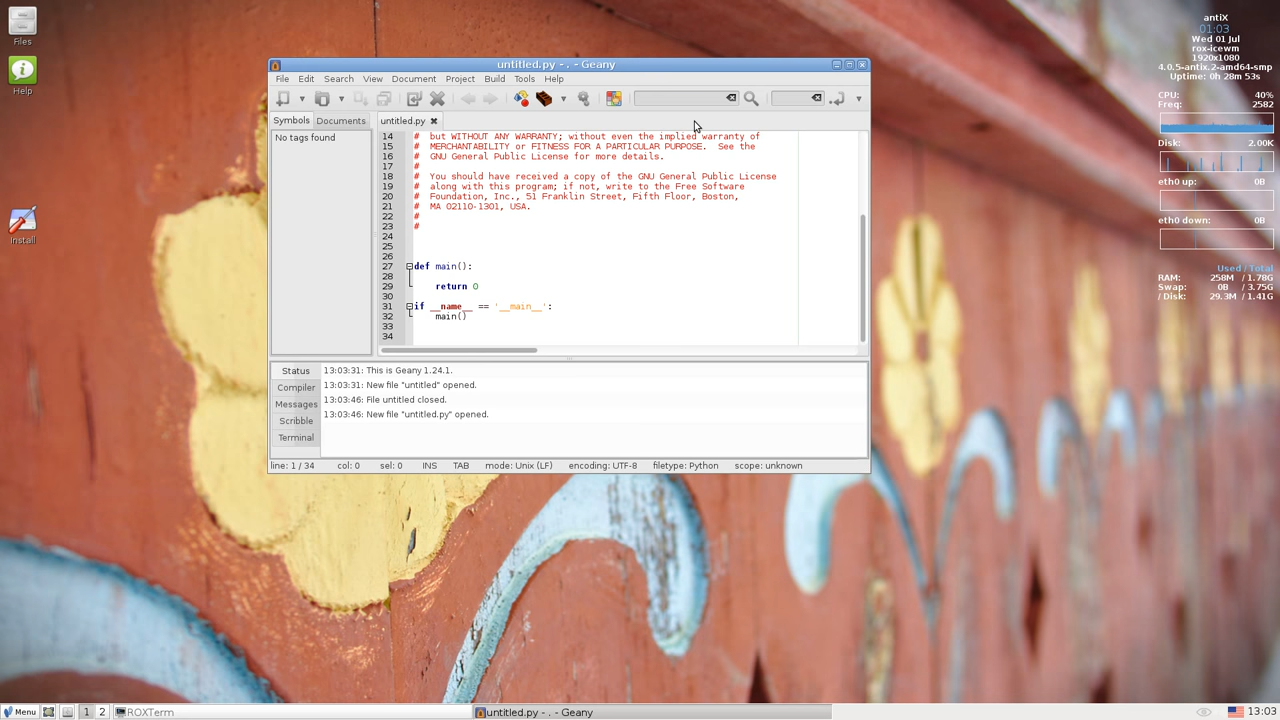 Files
Help
Install
untitled.py - . - Geany
File Edit Search View Document Project Build Tools Help
Symbols Documents
No tags found
untitled.py
14 #  but WITHOUT ANY WARRANTY; without even the implied warranty of
15 #  MERCHANTABILITY or FITNESS FOR A PARTICULAR PURPOSE.  See the
16 #  GNU General Public License for more details.
17 #
18 #  You should have received a copy of the GNU General Public License
19 #  along with this program; if not, write to the Free Software
20 #  Foundation, Inc., 51 Franklin Street, Fifth Floor, Boston,
21 #  MA 02110-1301, USA.
22 #
23 #
24
25
26
27 def main():
28
29     return 0
30
31 if __name__ == '__main__':
32     main()
33
34
Status
Compiler
Messages
Scribble
Terminal
13:03:31: This is Geany 1.24.1.
13:03:31: New file "untitled" opened.
13:03:46: File untitled closed.
13:03:46: New file "untitled.py" opened.
line: 1 / 34 col: 0 sel: 0 INS TAB mode: Unix (LF) encoding: UTF-8 filetype: Python scope: unknown
antiX
01:03
Wed 01 Jul
rox-icewm
1920x1080
4.0.5-antix.2-amd64-smp
Uptime: 0h 28m 53s
CPU: 40%
Freq: 2582
Disk: 2.00K
eth0 up: 0B
eth0 down: 0B
Used / Total
RAM: 258M / 1.78G
Swap: 0B / 3.75G
/ Disk: 29.3M / 1.41G
Menu 1 2 ROXTerm untitled.py - . - Geany 13:03